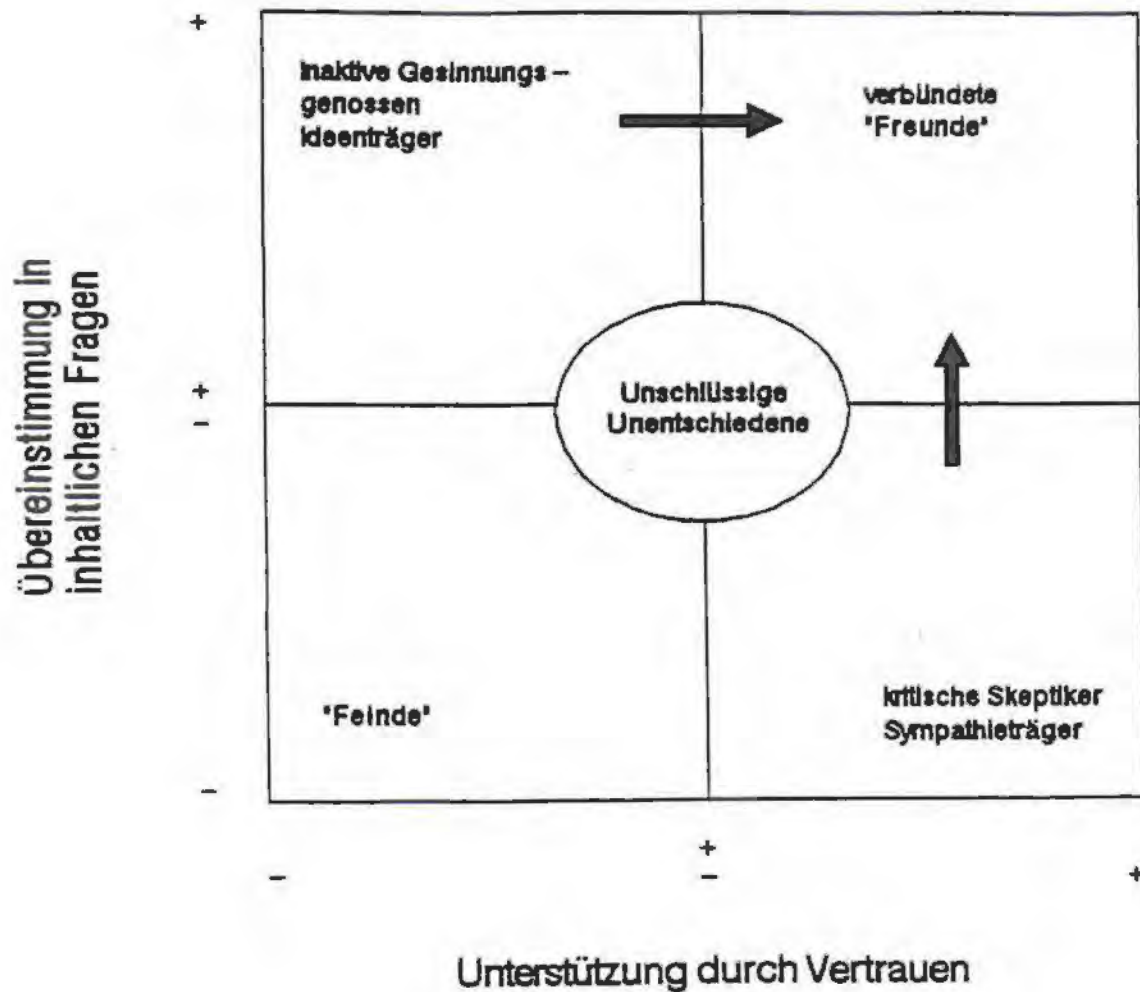 +
Inaktive Gesinnungs –
genossen
Ideenträger
verbündete
"Freunde"
Übereinstimmung in
inhaltlichen Fragen
+
–
Unschlüssige
Unentschiedene
"Feinde"
kritische Skeptiker
Sympathieträger
–
–
+
–
+
Unterstützung durch Vertrauen